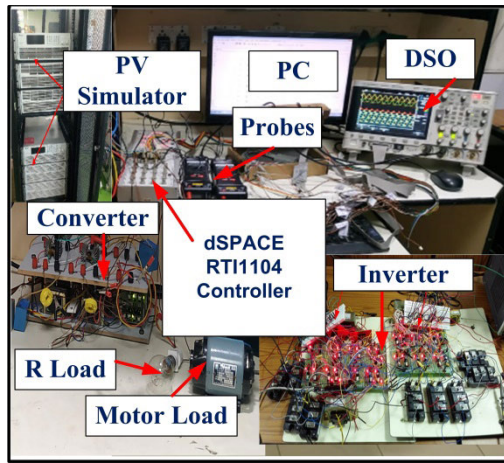 PV
Simulator
PC
DSO
Probes
Converter
dSPACE
RTI1104
Controller
Inverter
R Load
Motor Load